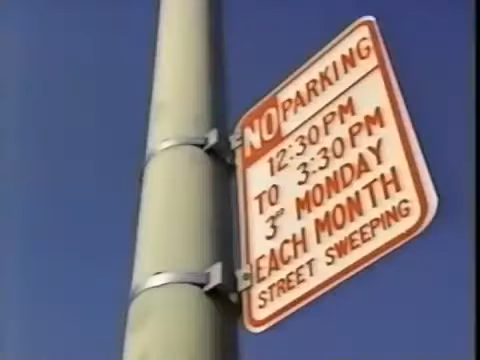 NO PARKING
12:30 PM
TO 3:30 PM
3RD MONDAY
EACH MONTH
STREET SWEEPING